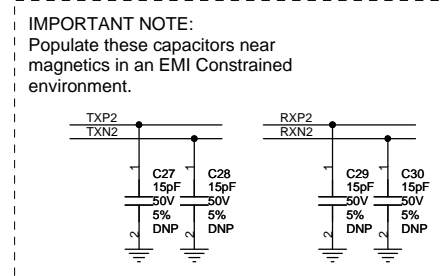 IMPORTANT NOTE:
Populate these capacitors near
magnetics in an EMI Constrained
environment.
TXP2
TXN2
RXP2
RXN2
1
C27
15pF
50V
5%
DNP
2
1
C28
15pF
50V
5%
DNP
2
1
C29
15pF
50V
5%
DNP
2
1
C30
15pF
50V
5%
DNP
2